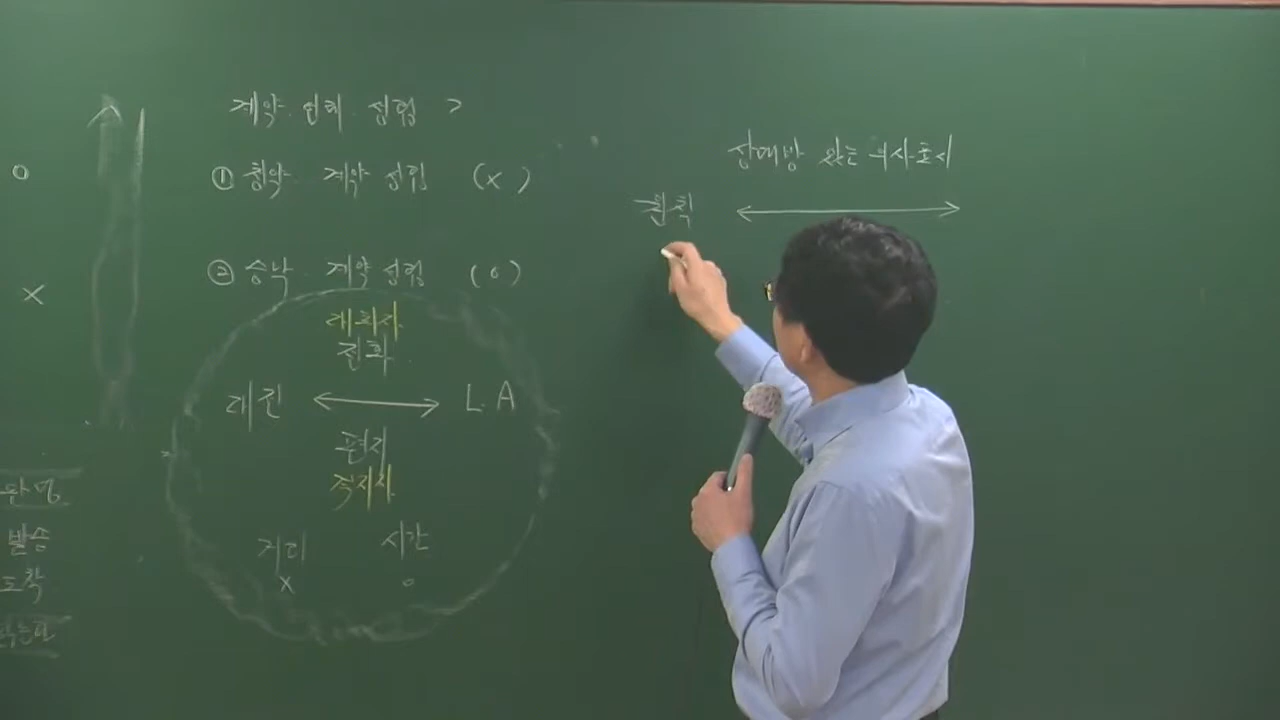 계약 언제 성립 ?
① 청약 계약 성립 (X)
② 승낙 계약 성립 (O)
대화자
전화
대전 ↔ L.A
편지
격지자
거리 시간
X O
O
X
표명
발송
도착
상대방 있는 의사표시
원칙 ↔